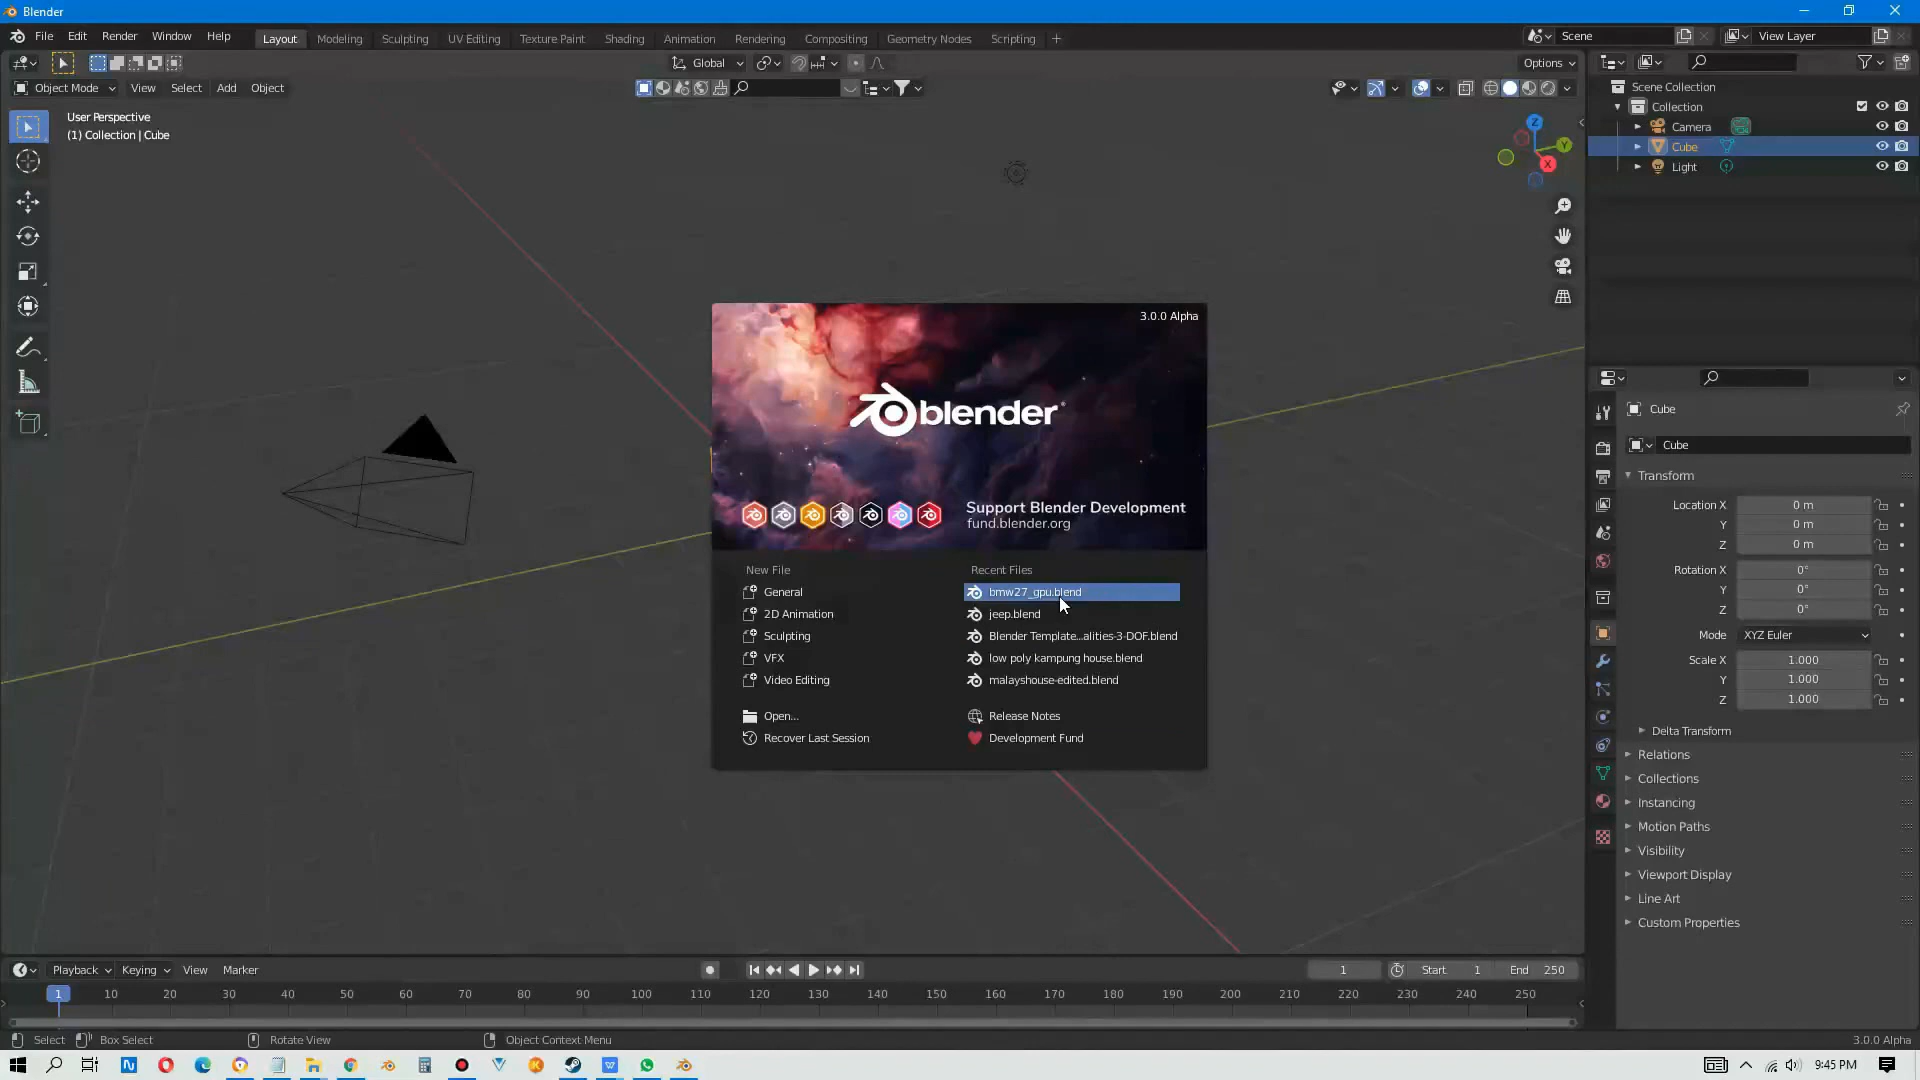 Blender
File Edit Render Window Help
Layout Modeling Sculpting UV Editing Texture Paint Shading Animation Rendering Compositing Geometry Nodes Scripting
Scene
View Layer
Global
Options
Object Mode View Select Add Object
User Perspective
(1) Collection | Cube
Z
Y
X
Scene Collection
Collection
Camera
Cube
Light
3.0.0 Alpha
blender
Support Blender Development
fund.blender.org
New File
General
2D Animation
Sculpting
VFX
Video Editing
Open...
Recover Last Session
Recent Files
bmw27_gpu.blend
jeep.blend
Blender Template...alities-3-DOF.blend
low poly kampung house.blend
malayshouse-edited.blend
Release Notes
Development Fund
Cube
Cube
Transform
Location X 0 m
Y 0 m
Z 0 m
Rotation X 0°
Y 0°
Z 0°
Mode XYZ Euler
Scale X 1.000
Y 1.000
Z 1.000
Delta Transform
Relations
Collections
Instancing
Motion Paths
Visibility
Viewport Display
Line Art
Custom Properties
Playback Keying View Marker
1 Start 1 End 250
1 10 20 30 40 50 60 70 80 90 100 110 120 130 140 150 160 170 180 190 200 210 220 230 240 250
Select Box Select Rotate View Object Context Menu
3.0.0 Alpha
9:45 PM